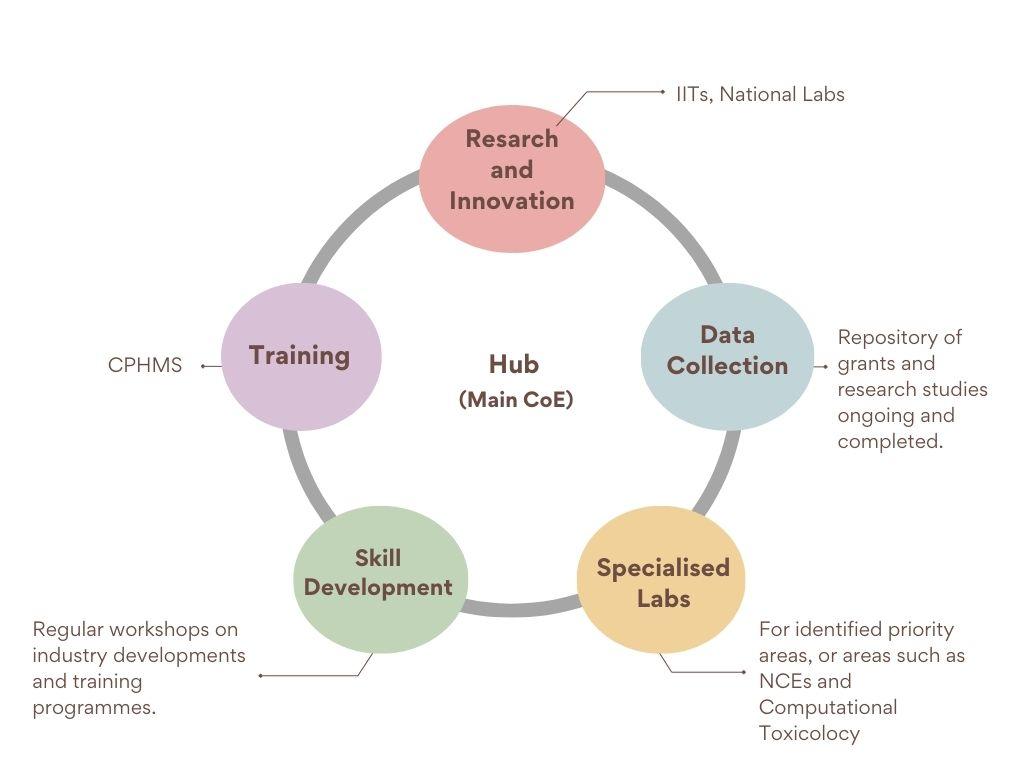 IITs, National Labs
Resarch
and
Innovation
Training
CPHMS
Hub
(Main CoE)
Data
Collection
Repository of
grants and
research studies
ongoing and
completed.
Skill
Development
Regular workshops on
industry developments
and training
programmes.
Specialised
Labs
For identified priority
areas, or areas such as
NCEs and
Computational
Toxicolocy